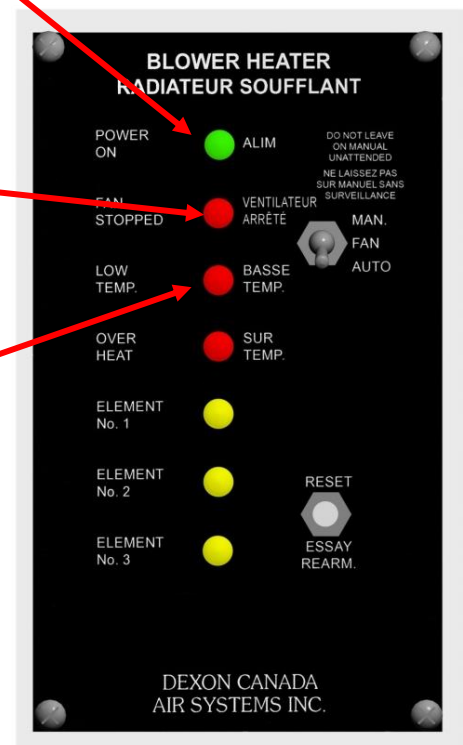 BLOWER HEATER
RADIATEUR SOUFFLANT
POWER
ON
ALIM
DO NOT LEAVE
ON MANUAL
UNATTENDED
NE LAISSEZ PAS
SUR MANUEL SANS
SURVEILLANCE
FAN
STOPPED
VENTILATEUR
ARRÊTÉ
MAN.
FAN
AUTO
LOW
TEMP.
BASSE
TEMP.
OVER
HEAT
SUR
TEMP.
ELEMENT
No. 1
ELEMENT
No. 2
RESET
ESSAY
REARM.
ELEMENT
No. 3
DEXON CANADA
AIR SYSTEMS INC.